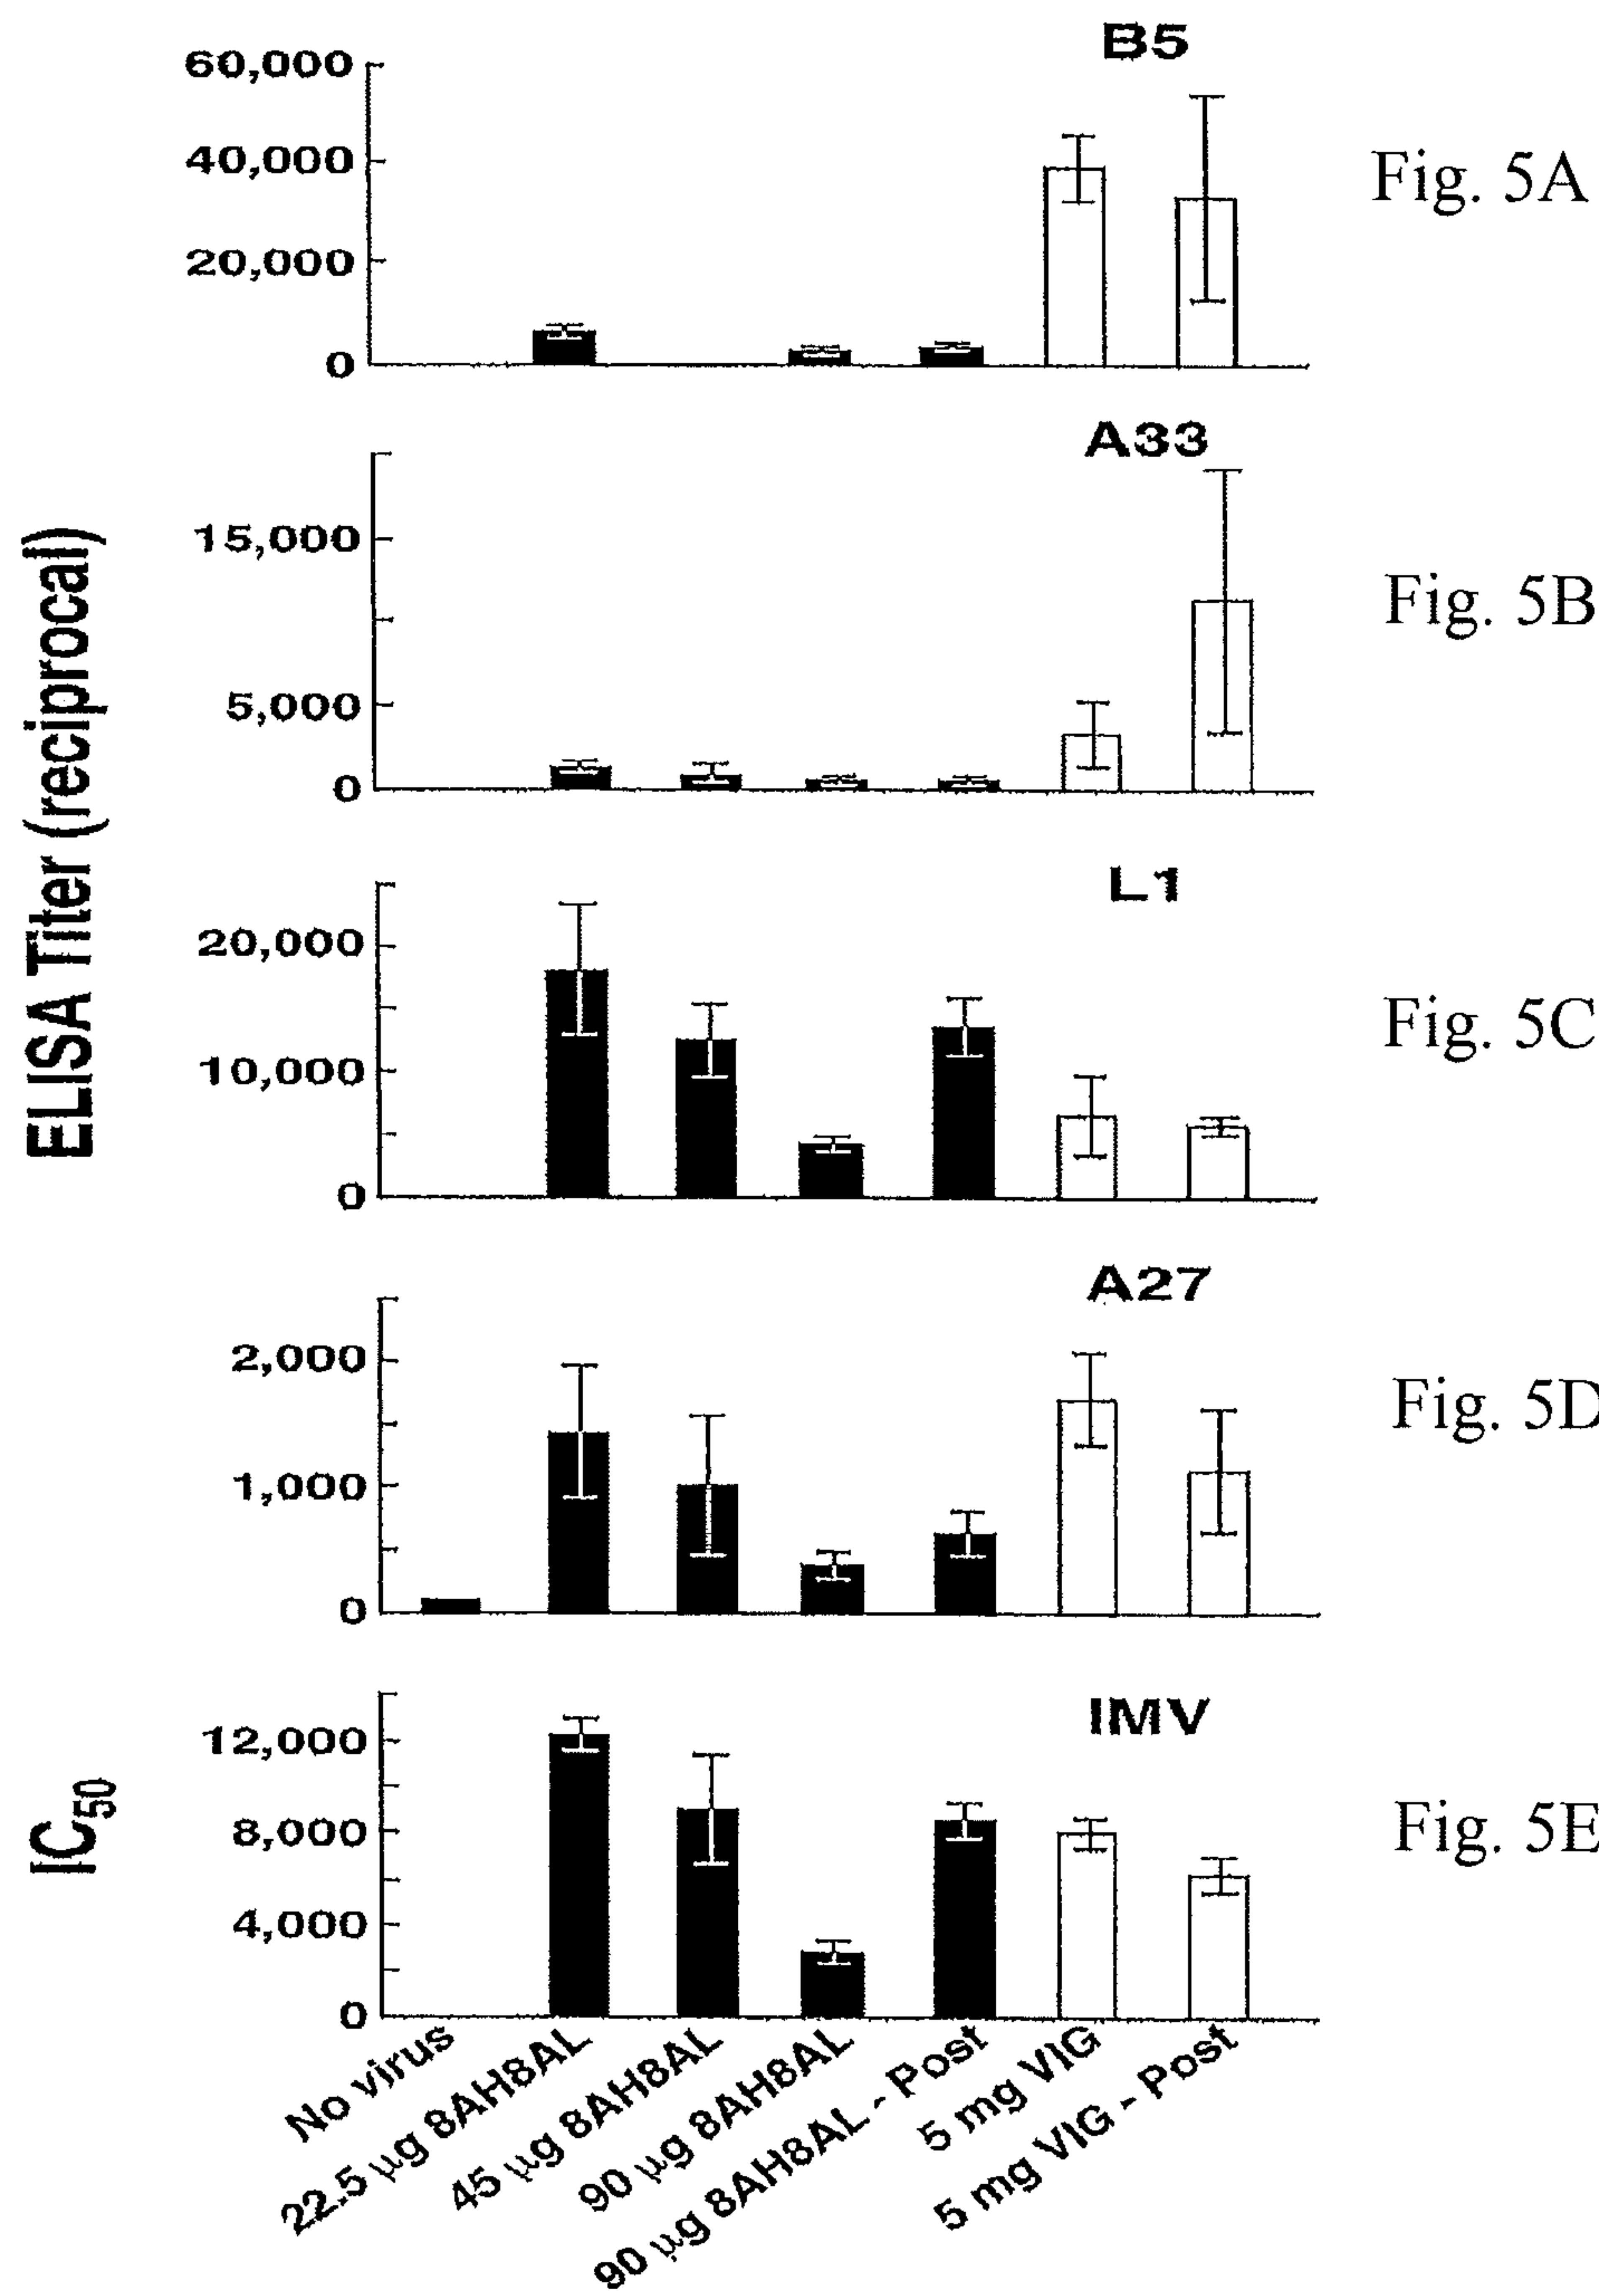 B5
60,000
40,000
20,000
0
Fig. 5A
A33
15,000
5,000
0
Fig. 5B
ELISA Titer (reciprocal)
L1
20,000
10,000
0
Fig. 5C
A27
2,000
1,000
0
Fig. 5D
IMV
12,000
8,000
4,000
0
IC50
Fig. 5E
No virus
22.5 µg 8AH8AL
45 µg 8AH8AL
90 µg 8AH8AL
90 µg 8AH8AL - Post
5 mg VIG
5 mg VIG - Post